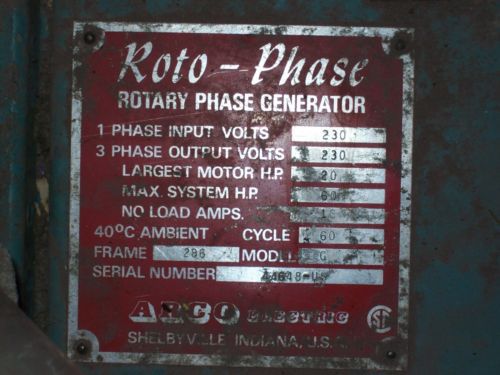 Roto - Phase
ROTARY PHASE GENERATOR
1 PHASE INPUT VOLTS 230
3 PHASE OUTPUT VOLTS 230
LARGEST MOTOR H.P. 20
MAX. SYSTEM H.P. 60
NO LOAD AMPS.
40°C AMBIENT CYCLE 60
FRAME 286 MODEL
SERIAL NUMBER
ARCO ELECTRIC
SHELBYVILLE INDIANA, U.S.